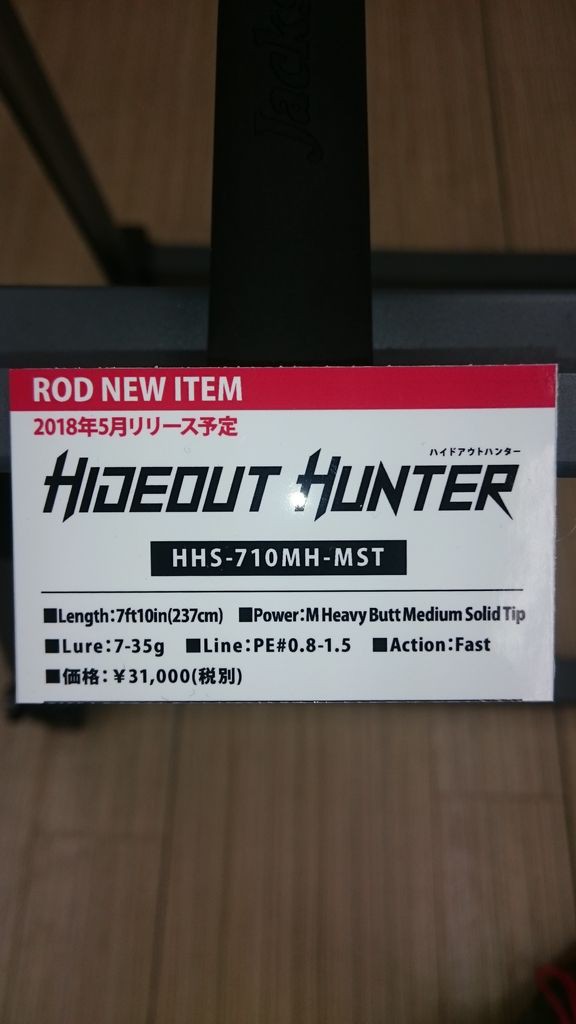 Jacks
ROD NEW ITEM
2018年5月リリース予定
ハイドアウトハンター
HIDEOUT HUNTER
HHS-710MH-MST
■Length:7ft10in(237cm) ■Power:M Heavy Butt Medium Solid Tip
■Lure:7-35g ■Line:PE#0.8-1.5 ■Action:Fast
■価格:￥31,000(税別)